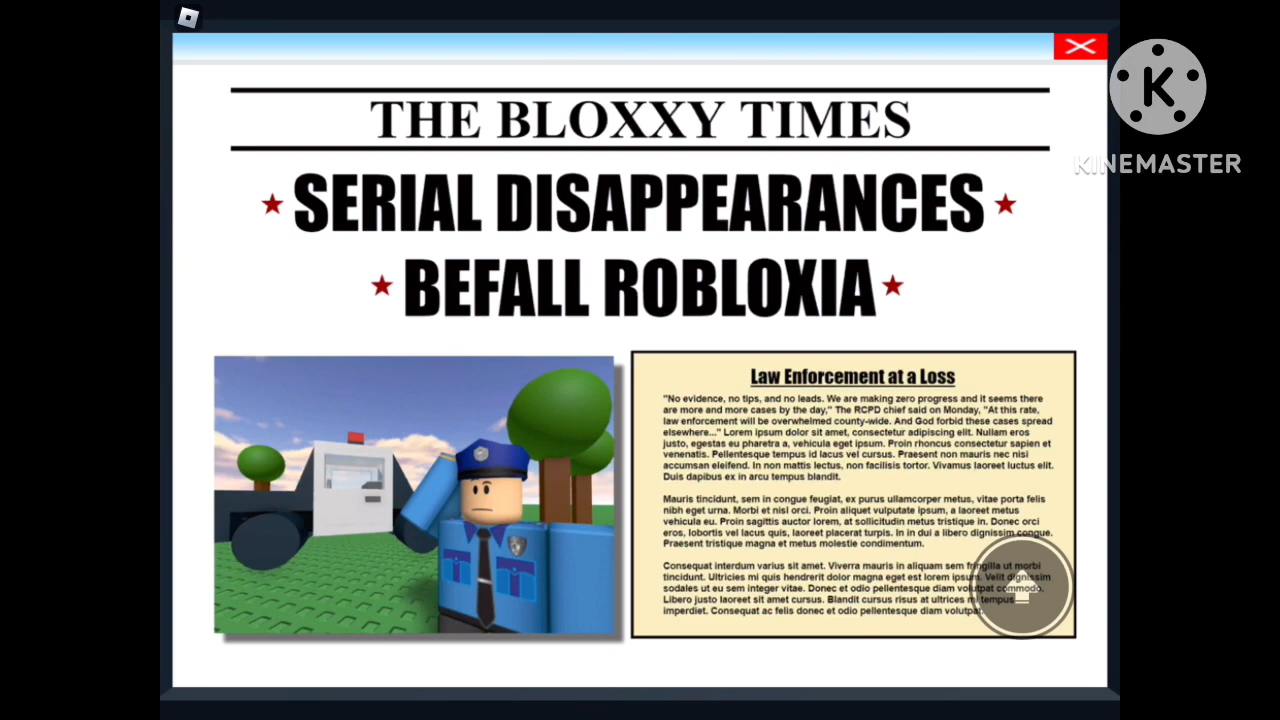 THE BLOXXY TIMES
SERIAL DISAPPEARANCES
BEFALL ROBLOXIA
Law Enforcement at a Loss
"No evidence, no tips, and no leads. We are making zero progress and it seems there
are more and more cases by the day," The RCPD chief said on Monday, "At this rate,
law enforcement will be overwhelmed county-wide. And God forbid these cases spread
elsewhere..." Lorem ipsum dolor sit amet, consectetur adipiscing elit. Nullam eros
justo, egestas eu pharetra a, vehicula eget ipsum. Proin rhoncus consectetur sapien et
venenatis. Pellentesque tempus id lacus vel cursus. Praesent non mauris nec nisi
accumsan eleifend. In non mattis lectus, non facilisis tortor. Vivamus laoreet luctus elit.
Duis dapibus ex in arcu tempus blandit.
Mauris tincidunt, sem in congue feugiat, ex purus ullamcorper metus, vitae porta felis
nibh eget urna. Morbi et nisl orci. Proin aliquet vulputate ipsum, a laoreet metus
vehicula eu. Proin sagittis auctor lorem, at sollicitudin metus tristique in. Donec orci
eros, lobortis vel lacus quis, laoreet placerat turpis. In in dui a libero dignissim congue.
Praesent tristique magna et metus molestie condimentum.
Consequat interdum varius sit amet. Viverra mauris in aliquam sem fringilla ut morbi
tincidunt. Ultricies mi quis hendrerit dolor magna eget est lorem ipsum. Velit dignissim
sodales ut eu sem integer vitae. Donec et odio pellentesque diam volutpat commodo.
Libero justo laoreet sit amet cursus. Blandit cursus risus at ultrices mi tempus
imperdiet. Consequat ac felis donec et odio pellentesque diam volutpat.
K
KINEMASTER